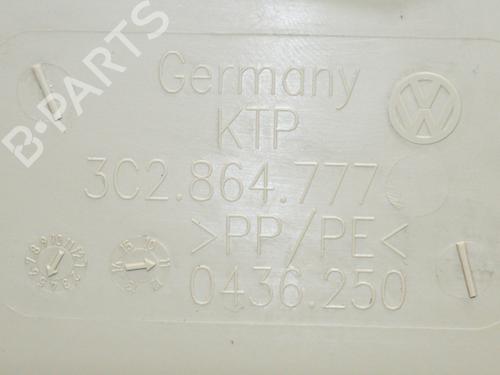 B-PARTS
Germany
KTP
3C2.864.777
>PP/PE<
0436.250